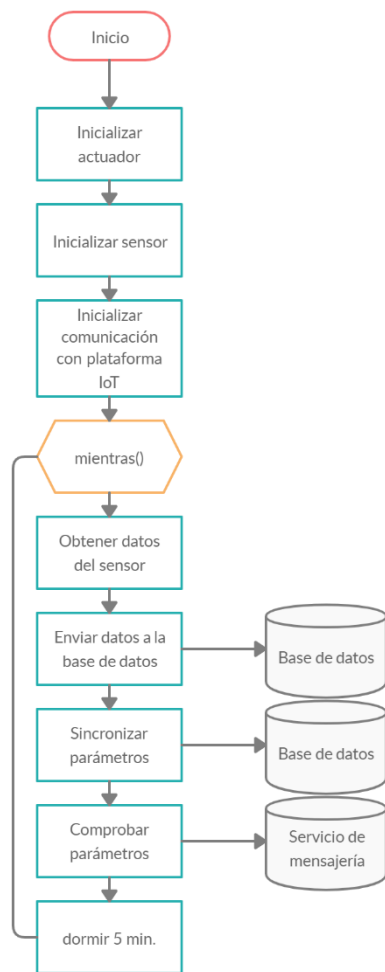 Inicio
Inicializar
actuador
Inicializar sensor
Inicializar
comunicación
con plataforma
IoT
mientras()
Obtener datos
del sensor
Enviar datos a la
base de datos
Base de datos
Sincronizar
parámetros
Base de datos
Comprobar
parámetros
Servicio de
mensajería
dormir 5 min.